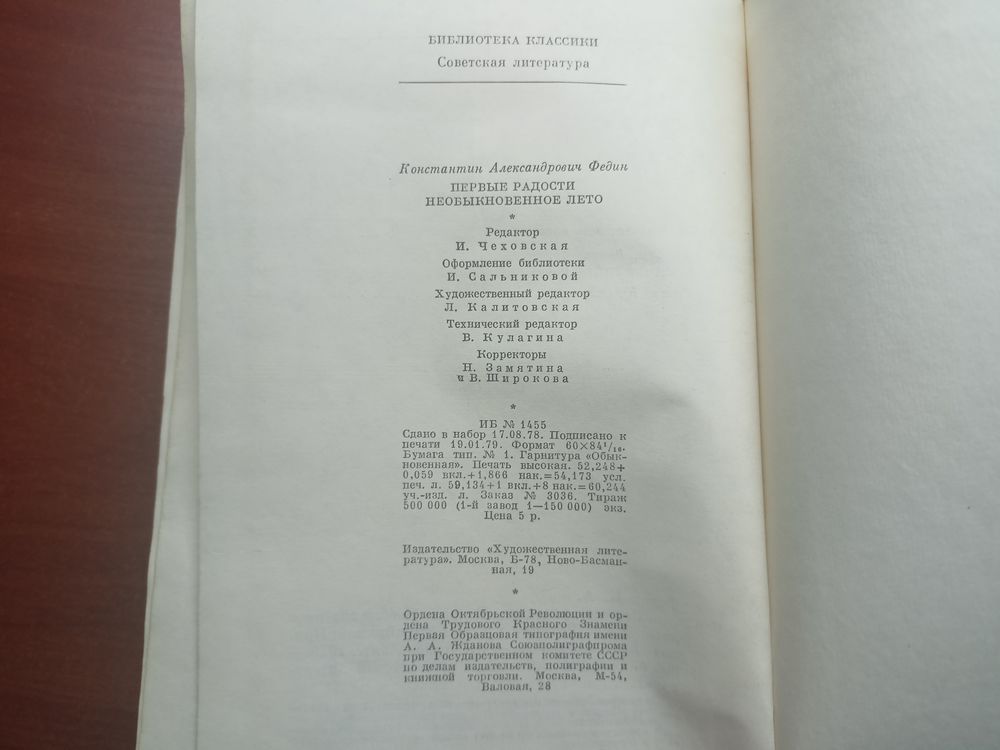 БИБЛИОТЕКА КЛАССИКИ
Советская литература
Константин Александрович Федин
ПЕРВЫЕ РАДОСТИ
НЕОБЫКНОВЕННОЕ ЛЕТО
*
Редактор
И. Чеховская
Оформление библиотеки
И. Сальниковой
Художественный редактор
Л. Калитовская
Технический редактор
В. Кулагина
Корректоры
Н. Замятина
и В. Широкова
*
ИБ № 1455
Сдано в набор 17.08.78. Подписано к
печати 19.01.79. Формат 60×84¹/₁₆.
Бумага тип. № 1. Гарнитура «Обык-
новенная». Печать высокая. 52,248+
0,059 вкл.+1,866 нак.=54,173 усл.
печ. л. 59,134+1 вкл.+8 нак.=60,244
уч.-изд. л. Заказ № 3036. Тираж
500 000 (1-й завод 1—150 000) экз.
Цена 5 р.
Издательство «Художественная лите-
ратура». Москва, Б-78, Ново-Басман-
ная, 19
*
Ордена Октябрьской Революции и ор-
дена Трудового Красного Знамени
Первая Образцовая типография имени
А. А. Жданова Союзполиграфпрома
при Государственном комитете СССР
по делам издательств, полиграфии и
книжной торговли. Москва, М-54,
Валовая, 28